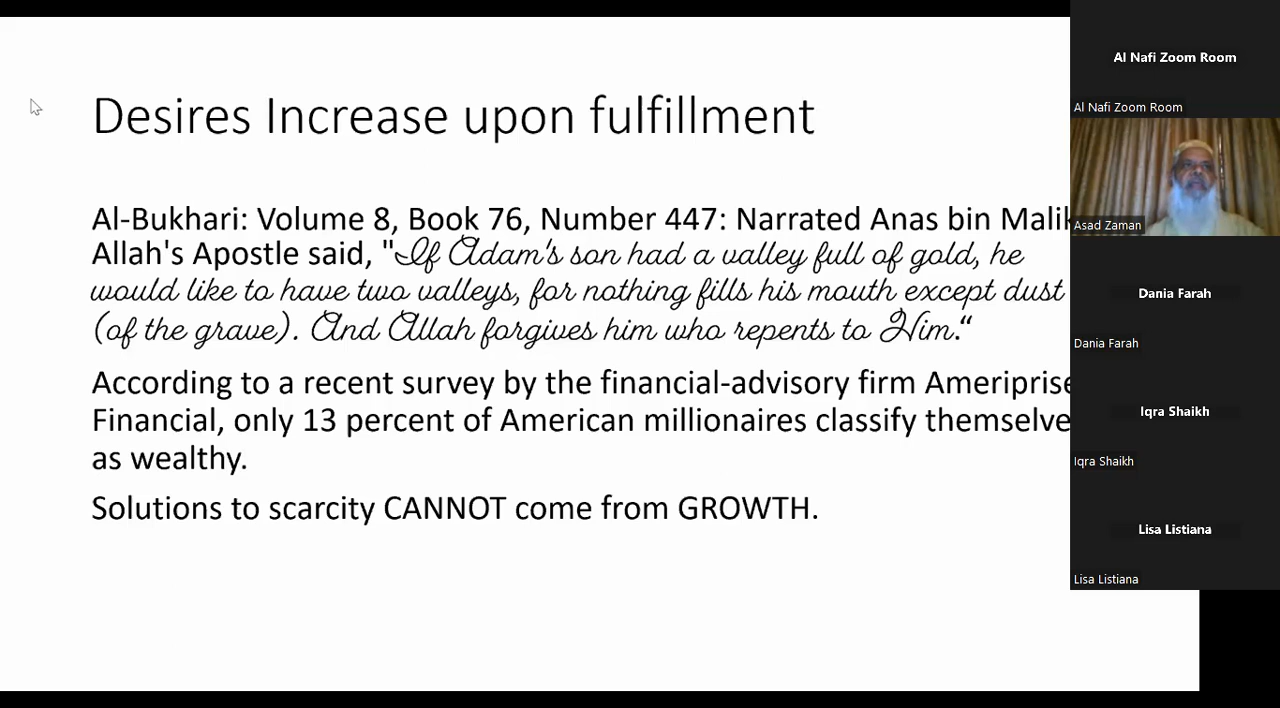 Desires Increase upon fulfillment
Al-Bukhari: Volume 8, Book 76, Number 447: Narrated Anas bin Malik
Allah's Apostle said, "If Adam's son had a valley full of gold, he
would like to have two valleys, for nothing fills his mouth except dust
(of the grave). And Allah forgives him who repents to Him.“
According to a recent survey by the financial-advisory firm Ameriprise
Financial, only 13 percent of American millionaires classify themselve
as wealthy.
Solutions to scarcity CANNOT come from GROWTH.
Al Nafi Zoom Room
Al Nafi Zoom Room
Asad Zaman
Dania Farah
Dania Farah
Iqra Shaikh
Iqra Shaikh
Lisa Listiana
Lisa Listiana